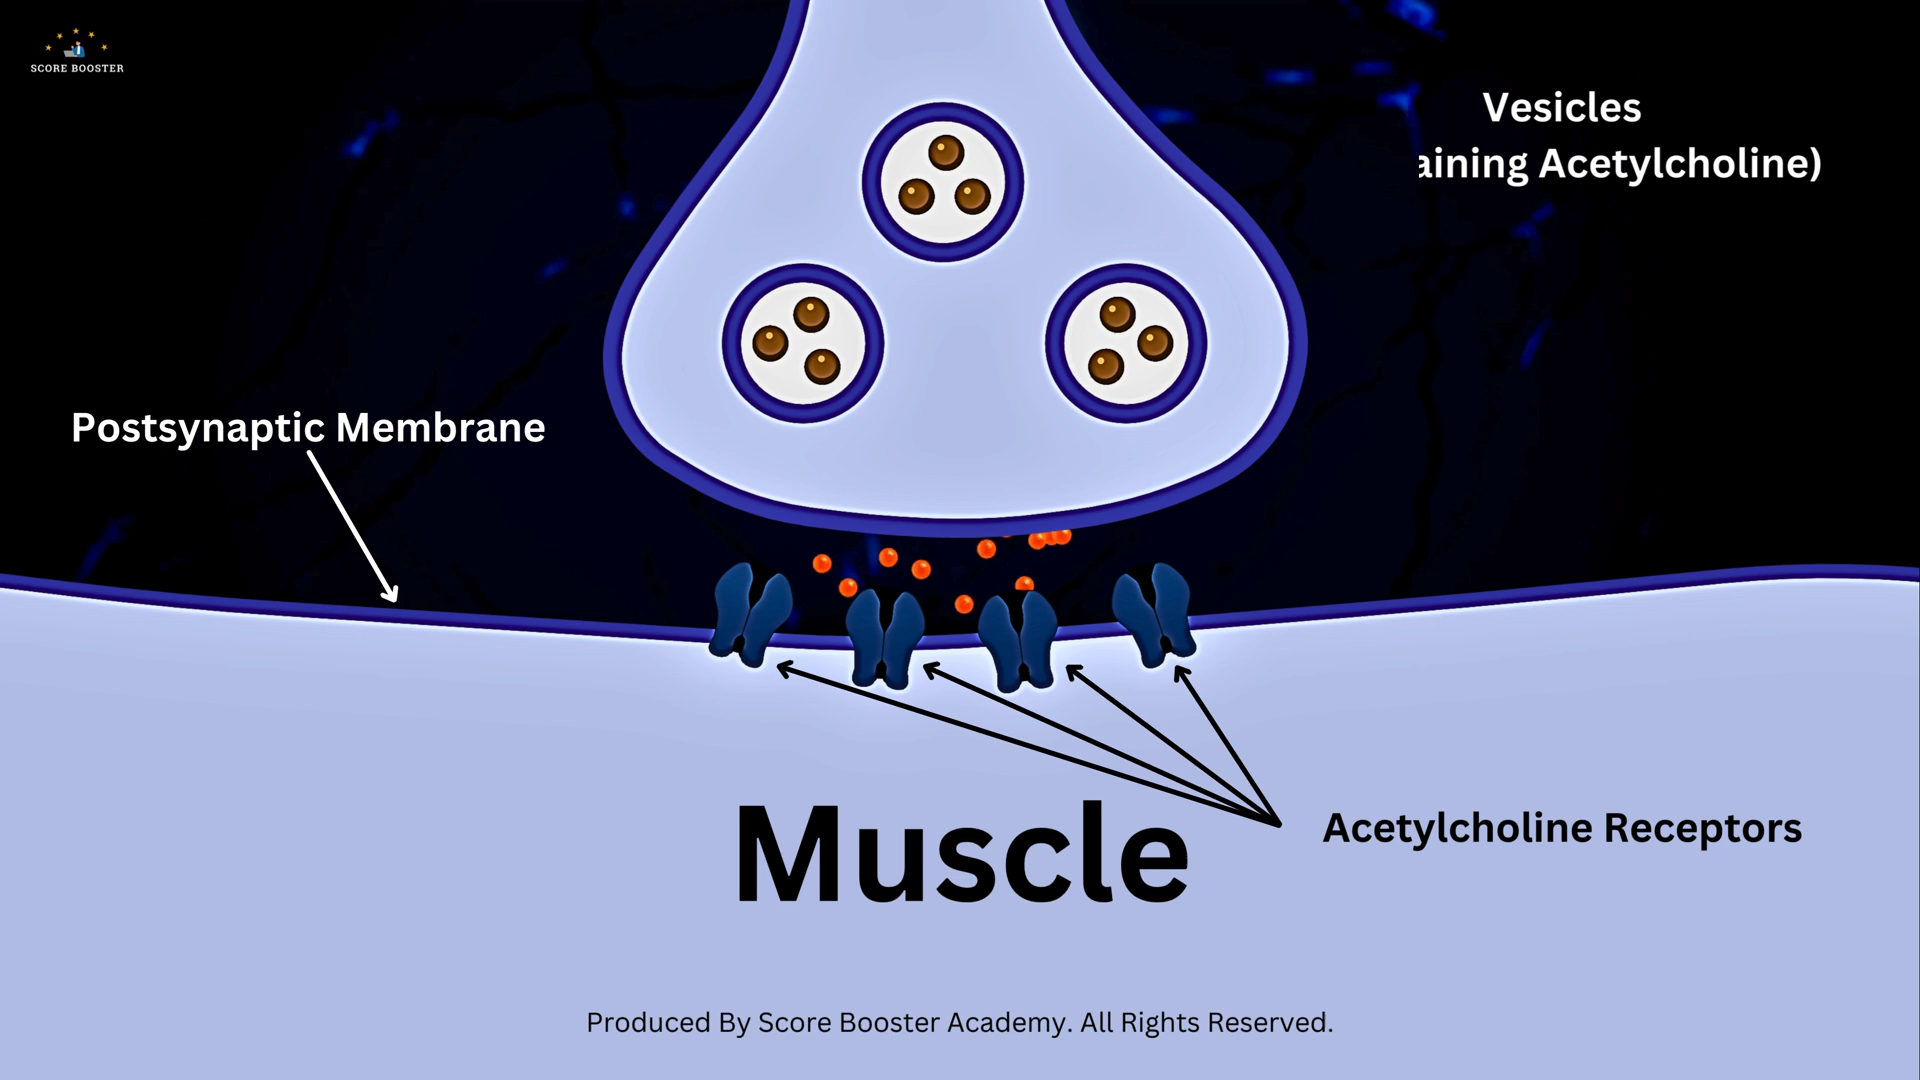 SCORE BOOSTER
Vesicles
aining Acetylcholine)
Postsynaptic Membrane
Muscle
Acetylcholine Receptors
Produced By Score Booster Academy. All Rights Reserved.